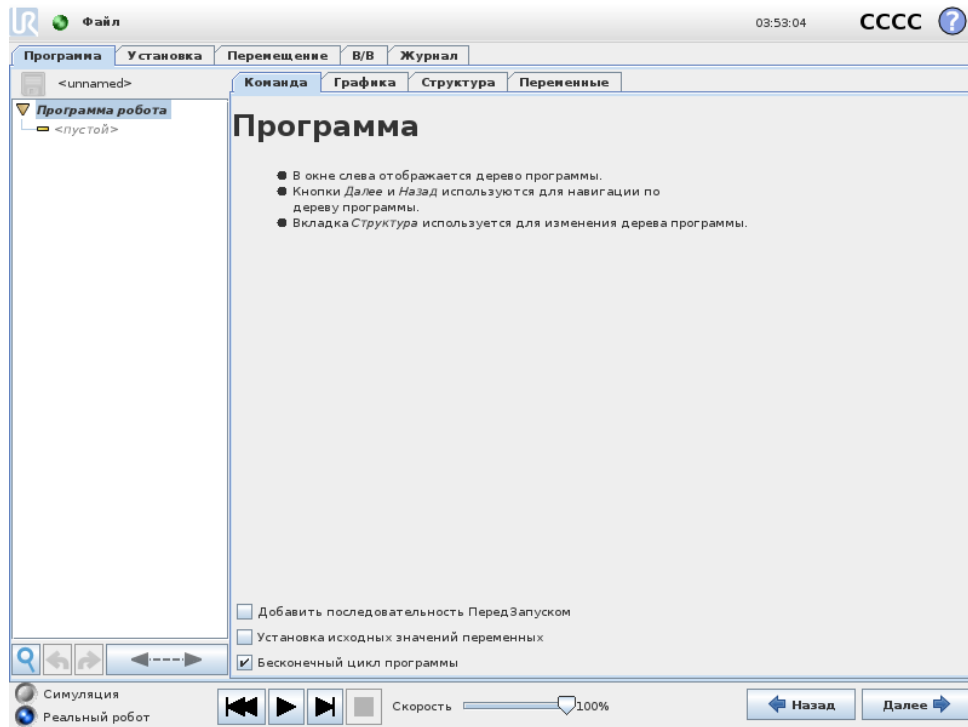 UR Файл 03:53:04 CCCC ?
Программа Установка Перемещение В/В Журнал
<unnamed> Команда Графика Структура Переменные
Программа робота
<пустой>
Программа
В окне слева отображается дерево программы.
Кнопки Далее и Назад используются для навигации по
дереву программы.
Вкладка Структура используется для изменения дерева программы.
Добавить последовательность ПередЗапуском
Установка исходных значений переменных
Бесконечный цикл программы
Симуляция
Реальный робот
Скорость 100% Назад Далее